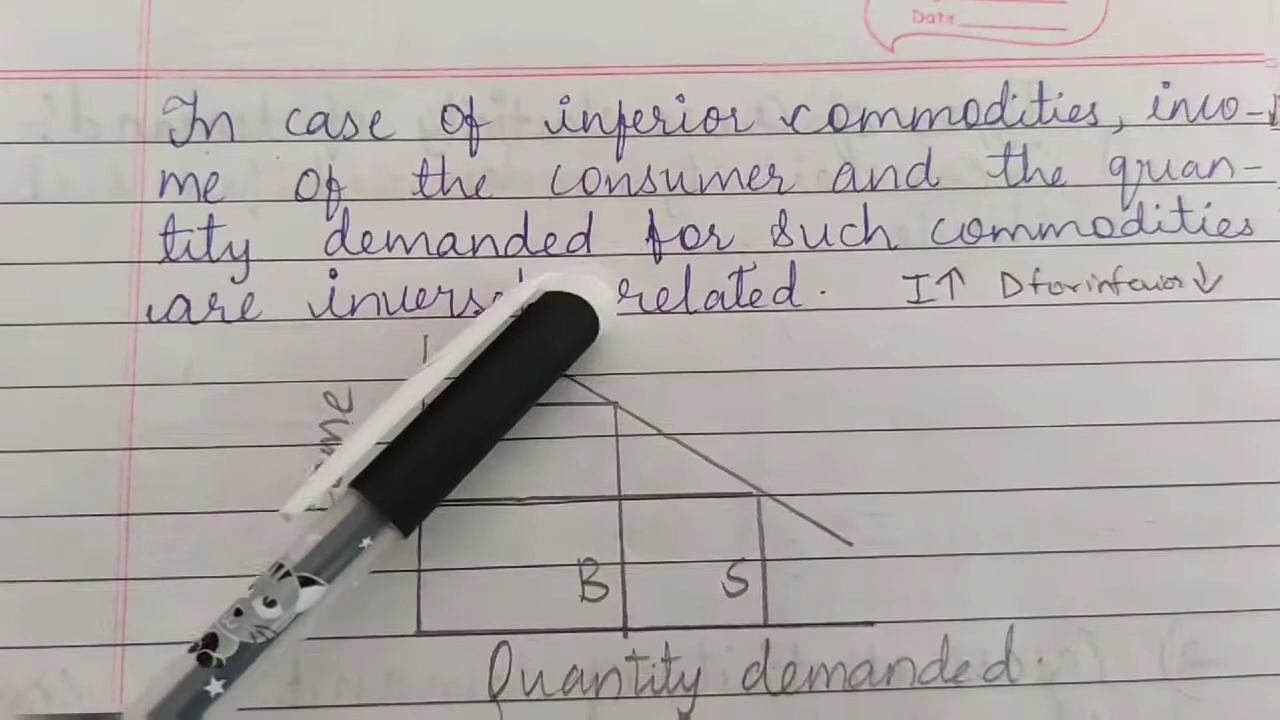 Date
In case of inferior commodities, inco-
me of the consumer and the quan-
tity demanded for such commodities
are related. I↑ D for inferior ↓
B S
Quantity demanded.